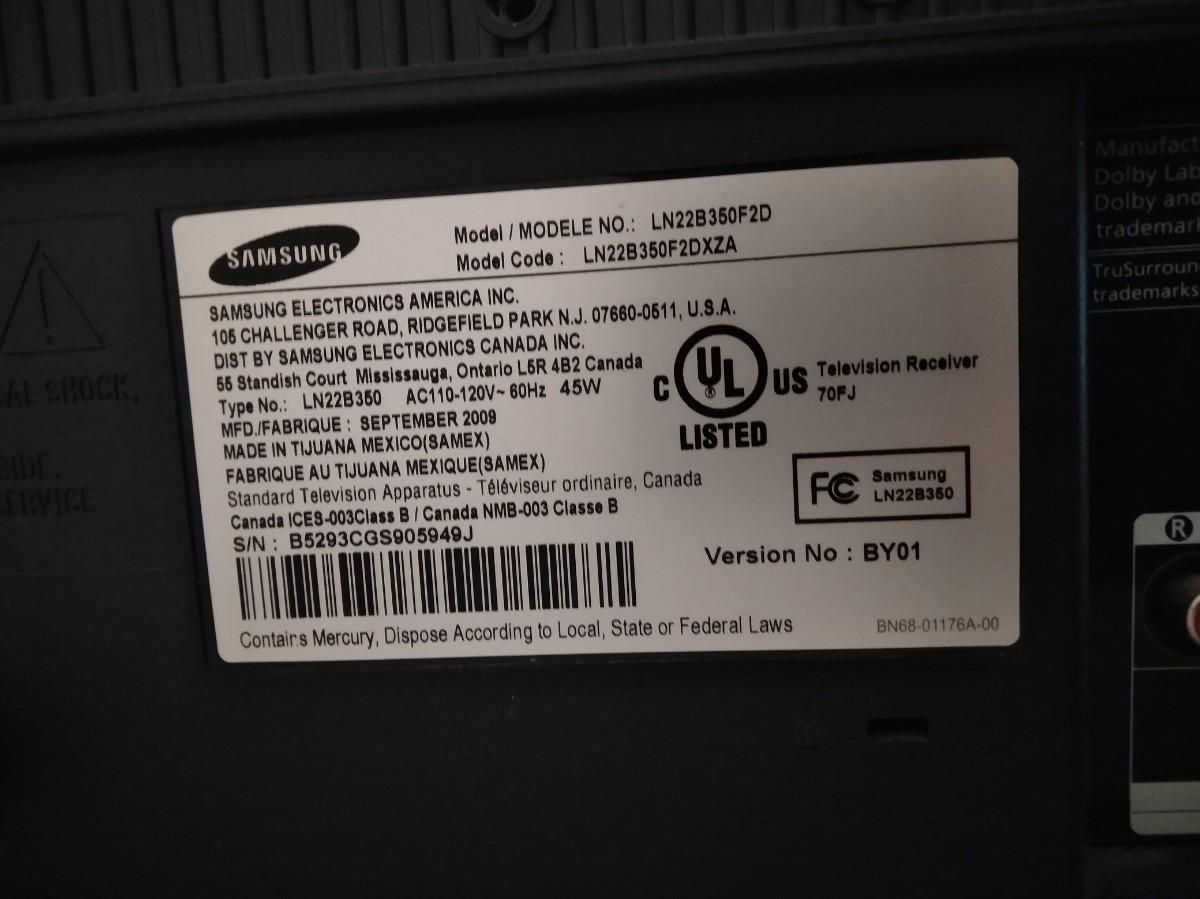 SAMSUNG
Model / MODELE NO.: LN22B350F2D
Model Code : LN22B350F2DXZA
SAMSUNG ELECTRONICS AMERICA INC.
105 CHALLENGER ROAD, RIDGEFIELD PARK N.J. 07660-0511, U.S.A.
DIST BY SAMSUNG ELECTRONICS CANADA INC.
55 Standish Court Mississauga, Ontario L5R 4B2 Canada
Type No.: LN22B350 AC110-120V~ 60Hz 45W
MFD./FABRIQUE : SEPTEMBER 2009
MADE IN TIJUANA MEXICO(SAMEX)
FABRIQUE AU TIJUANA MEXIQUE(SAMEX)
Standard Television Apparatus - Téléviseur ordinaire, Canada
Canada ICES-003Class B / Canada NMB-003 Classe B
S/N : B5293CGS905949J
Contains Mercury, Dispose According to Local, State or Federal Laws
C UL ® US
LISTED
Television Receiver
70FJ
FC Samsung
LN22B350
Version No : BY01
BN68-01176A-00
AL SHOCK,
SIDE.
SERVICE
Manufact
Dolby Lab
Dolby and
trademar
TruSurroun
trademarks
R